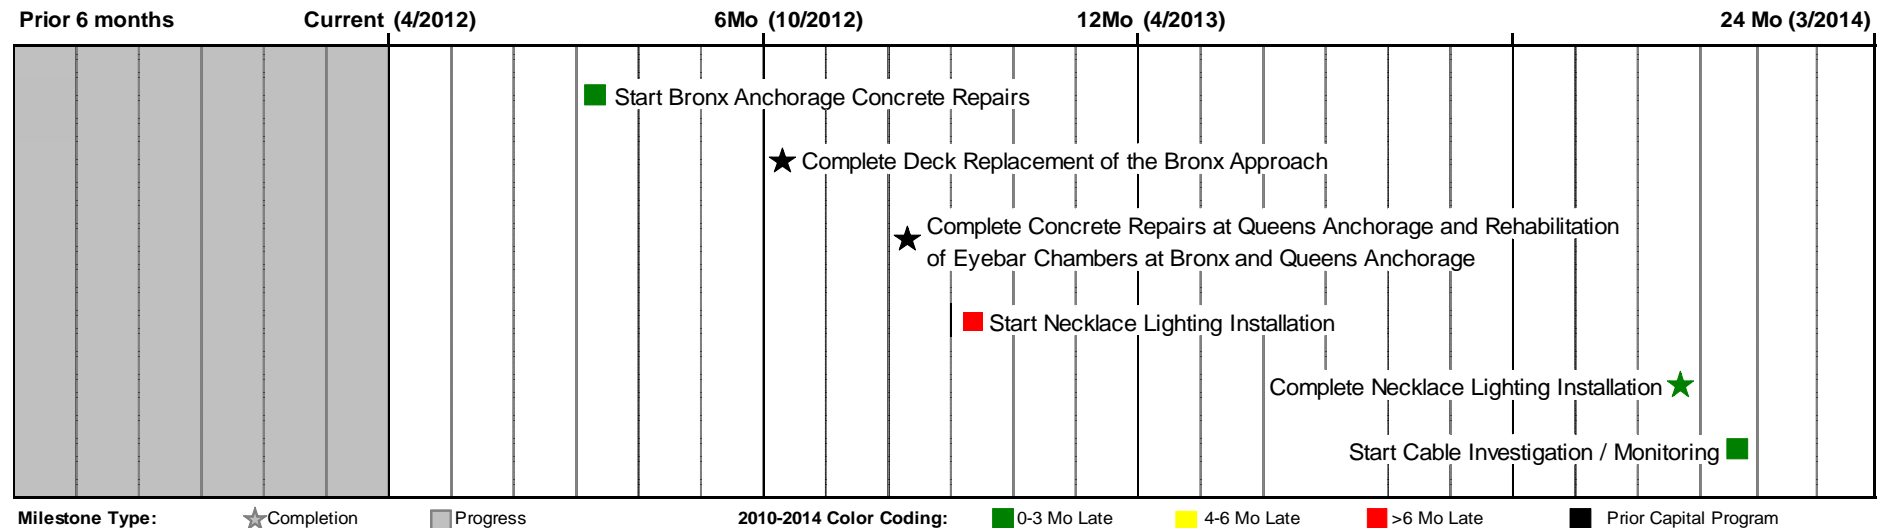 Prior 6 months Current (4/2012) 6Mo (10/2012) 12Mo (4/2013) 24 Mo (3/2014)
Start Bronx Anchorage Concrete Repairs
Complete Deck Replacement of the Bronx Approach
Complete Concrete Repairs at Queens Anchorage and Rehabilitation
of Eyebar Chambers at Bronx and Queens Anchorage
Start Necklace Lighting Installation
Complete Necklace Lighting Installation
Start Cable Investigation / Monitoring
Milestone Type: Completion Progress 2010-2014 Color Coding: 0-3 Mo Late 4-6 Mo Late >6 Mo Late Prior Capital Program